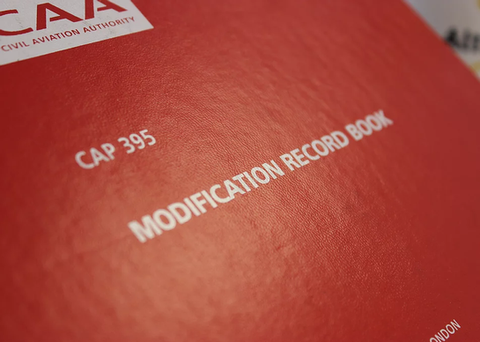 CAA
CIVIL AVIATION AUTHORITY
CAP 395
MODIFICATION RECORD BOOK